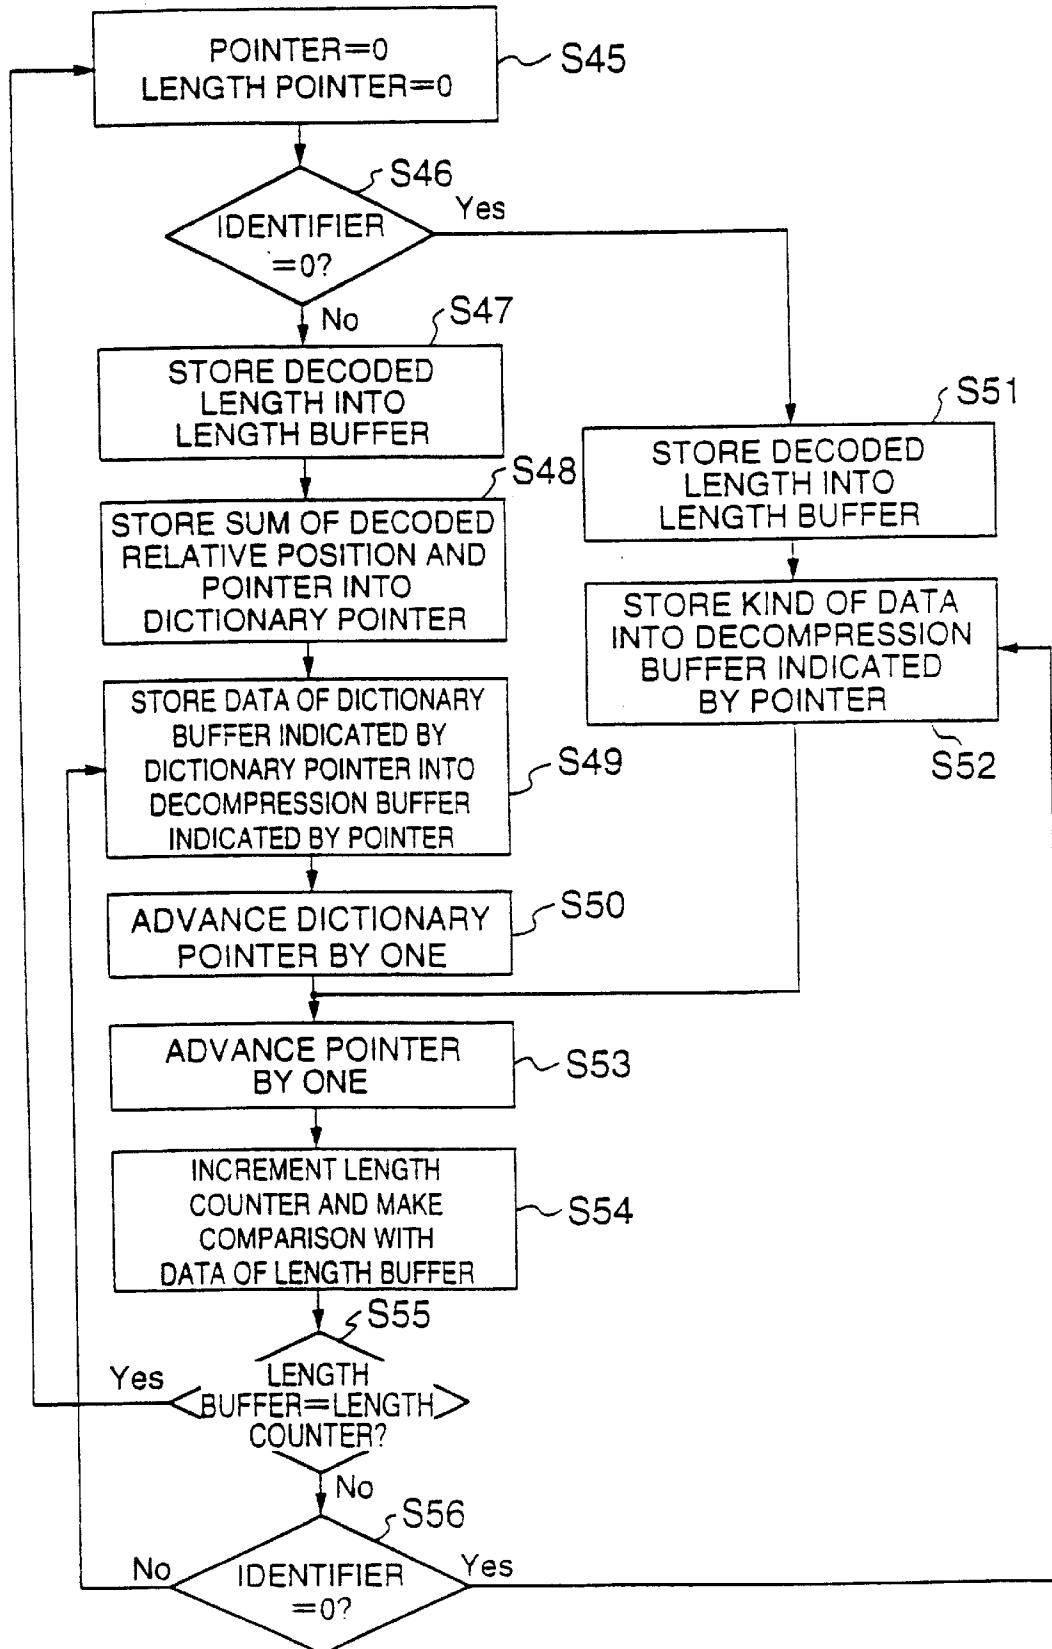 POINTER=0
LENGTH POINTER=0
S45
S46
IDENTIFIER
=0?
Yes
No
S47
STORE DECODED
LENGTH INTO
LENGTH BUFFER
S48
STORE SUM OF DECODED
RELATIVE POSITION AND
POINTER INTO
DICTIONARY POINTER
STORE DATA OF DICTIONARY
BUFFER INDICATED BY
DICTIONARY POINTER INTO
DECOMPRESSION BUFFER
INDICATED BY POINTER
S49
ADVANCE DICTIONARY
POINTER BY ONE
S50
S51
STORE DECODED
LENGTH INTO
LENGTH BUFFER
STORE KIND OF DATA
INTO DECOMPRESSION
BUFFER INDICATED
BY POINTER
S52
ADVANCE POINTER
BY ONE
S53
INCREMENT LENGTH
COUNTER AND MAKE
COMPARISON WITH
DATA OF LENGTH BUFFER
S54
S55
LENGTH
BUFFER=LENGTH
COUNTER?
Yes
No
S56
IDENTIFIER
=0?
No
Yes